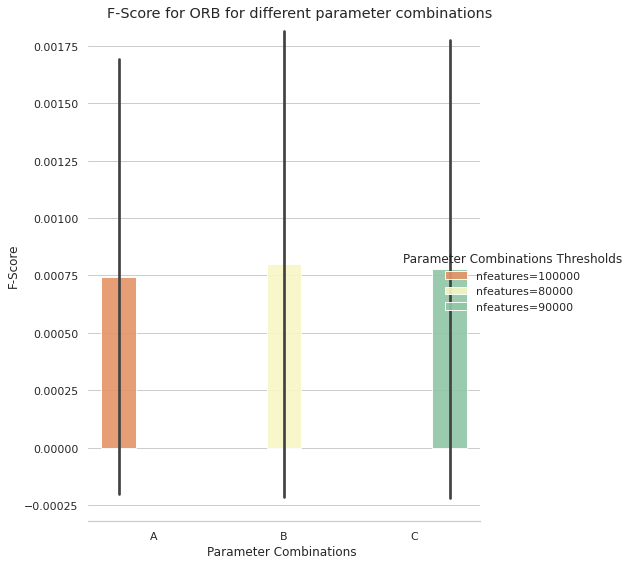 F-Score for ORB for different parameter combinations
0.00175
0.00150
0.00125
0.00100
0.00075
0.00050
0.00025
0.00000
−0.00025
F-Score
A
B
C
Parameter Combinations
Parameter Combinations Thresholds
nfeatures=100000
nfeatures=80000
nfeatures=90000